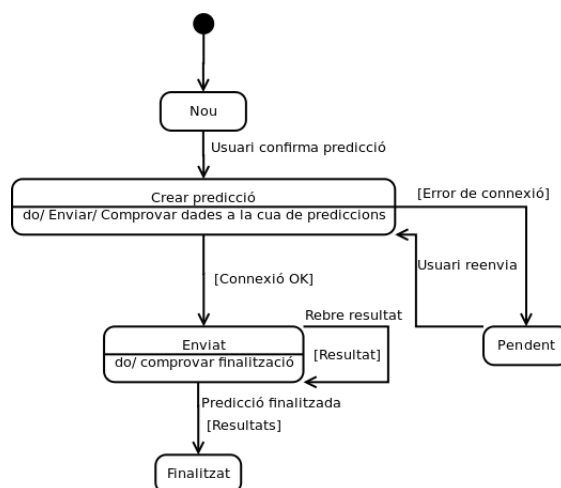 Nou
Usuari confirma predicció
Crear predicció
[Error de connexió]
do/ Enviar/ Comprovar dades a la cua de prediccions
Usuari reenvia
[Connexió OK]
Rebre resultat
Enviat
[Resultat]
Pendent
do/ comprovar finalització
Predicció finalitzada
[Resultats]
Finalitzat